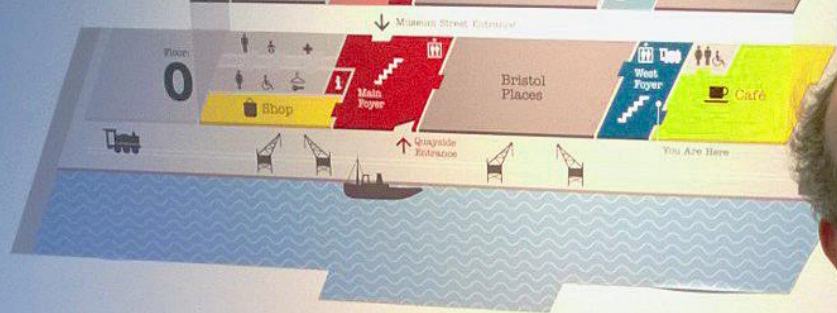 Museum Street Entrance
Floor:
0
Shop
i
Main
Foyer
Bristol
Places
West
Foyer
Café
Quayside
Entrance
You Are Here